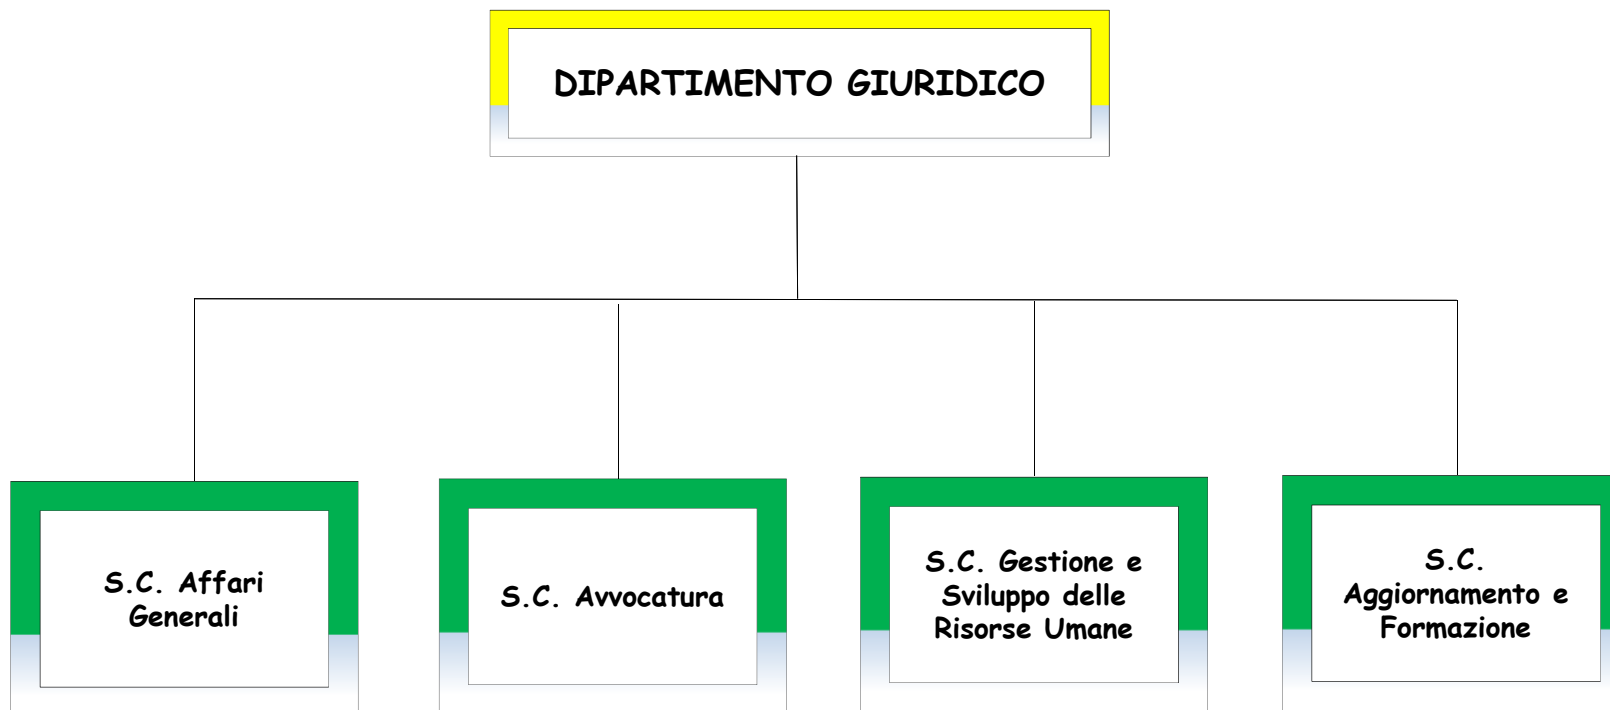 DIPARTIMENTO GIURIDICO
S.C. Affari
Generali
S.C. Avvocatura
S.C. Gestione e
Sviluppo delle
Risorse Umane
S.C.
Aggiornamento e
Formazione